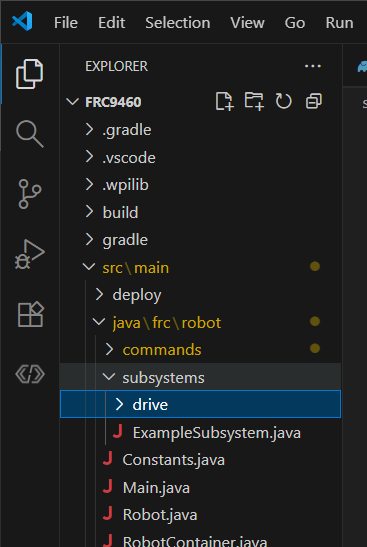 File Edit Selection View Go Run
EXPLORER ...
FRC9460
.gradle
.vscode
.wpilib
build
gradle
src\main
deploy
java\frc\robot
commands
subsystems
drive
J ExampleSubsystem.java
J Constants.java
J Main.java
J Robot.java
J RobotContainer.java